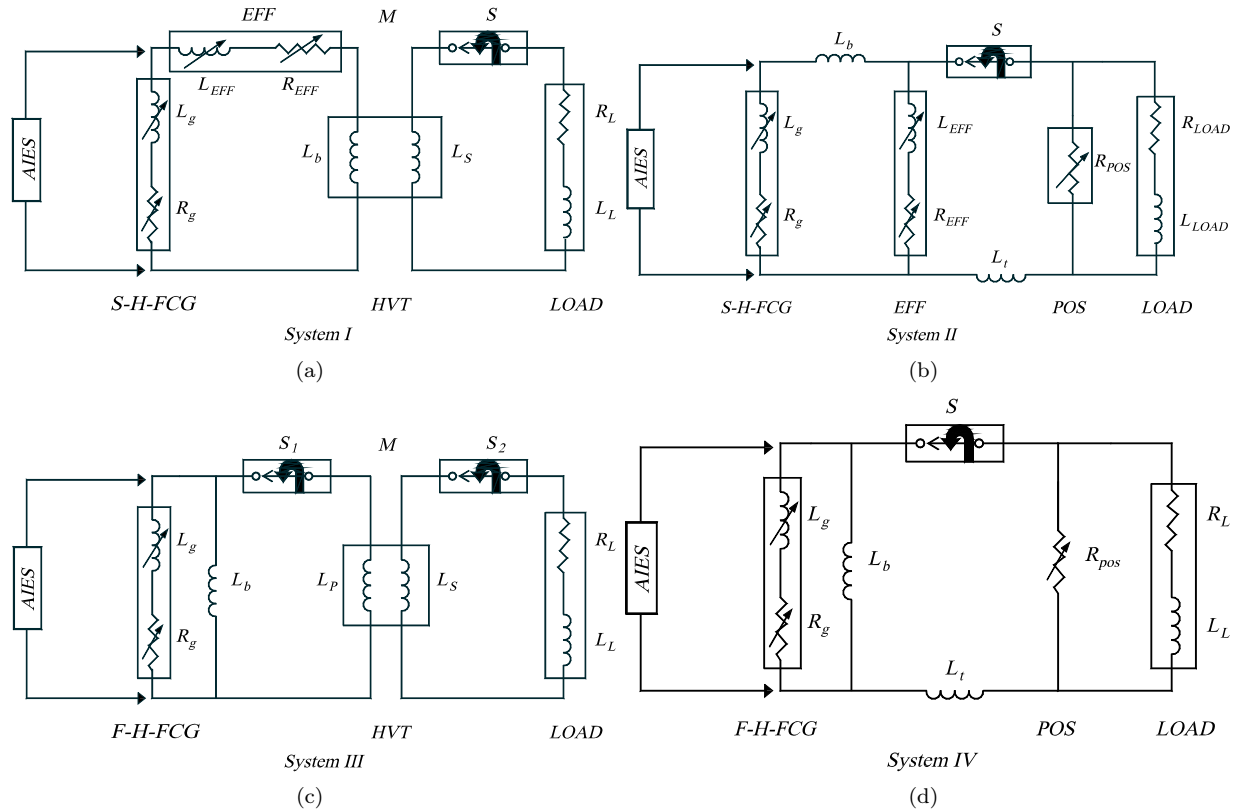 EFF M S
L_EFF R_EFF
AIES
L_g
R_g
L_b L_S
R_L
L_L
S-H-FCG HVT LOAD
System I
(a)
S
L_b
AIES
L_g
R_g
L_EFF
R_EFF
R_POS
R_LOAD
L_LOAD
L_t
S-H-FCG EFF POS LOAD
System II
(b)
S_1 M S_2
AIES
L_g
R_g
L_b
L_P L_S
R_L
L_L
F-H-FCG HVT LOAD
System III
(c)
S
AIES
L_g
R_g
L_b
R_pos
R_L
L_L
L_t
F-H-FCG POS LOAD
System IV
(d)